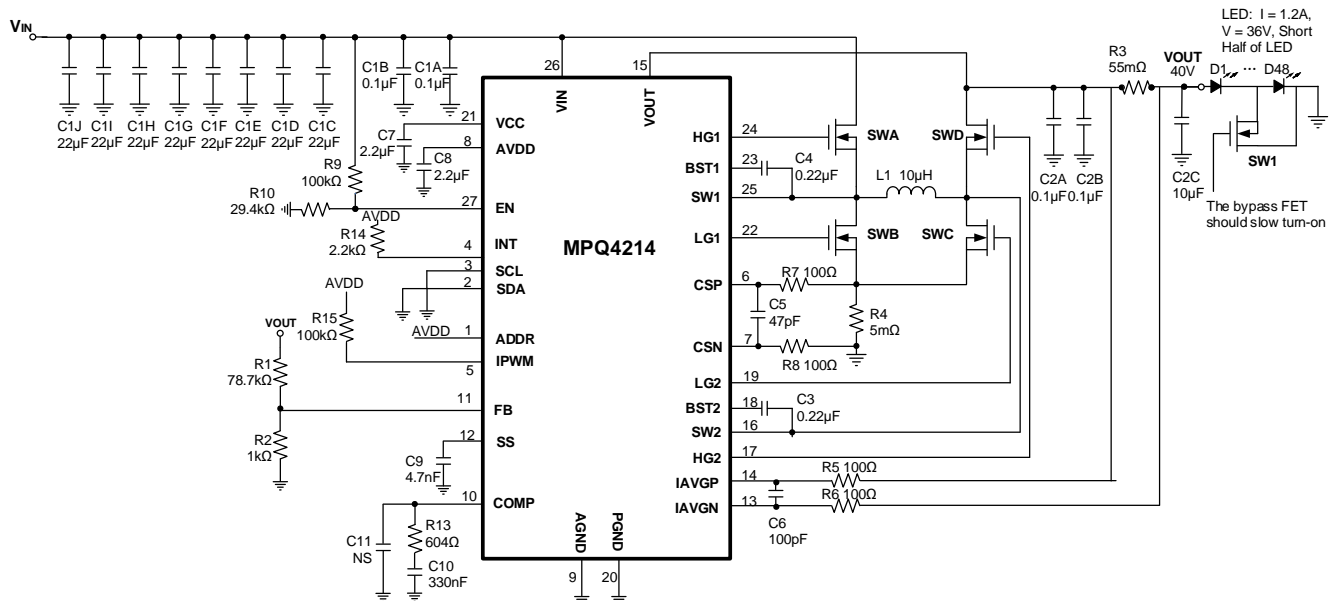 VIN
LED: I = 1.2A,
V = 36V, Short
Half of LED
R3
55mΩ
VOUT
40V
D1
...
D48
26
15
VIN
VOUT
C1B
0.1µF
C1A
0.1µF
C1J
22µF
C1I
22µF
C1H
22µF
C1G
22µF
C1F
22µF
C1E
22µF
C1D
22µF
C1C
22µF
21
VCC
C7
2.2µF
8
AVDD
C8
2.2µF
R9
100kΩ
R10
29.4kΩ
27
EN
AVDD
R14
2.2kΩ
4
INT
3
SCL
2
SDA
AVDD
R15
100kΩ
AVDD
1
ADDR
IPWM
5
VOUT
R1
78.7kΩ
11
FB
R2
1kΩ
12
SS
C9
4.7nF
10
COMP
R13
604Ω
C11
NS
C10
330nF
MPQ4214
AGND
PGND
9
20
HG1
24
SWA
SWD
BST1
23
C4
0.22µF
SW1
25
L1 10µH
LG1
22
SWB
SWC
CSP
6
R7 100Ω
C5
47pF
R4
5mΩ
CSN
7
R8 100Ω
LG2
19
BST2
18
C3
0.22µF
SW2
16
HG2
17
IAVGP
14
R5 100Ω
R6 100Ω
IAVGN
13
C6
100pF
C2A
0.1µF
C2B
0.1µF
C2C
10µF
SW1
The bypass FET
should slow turn-on